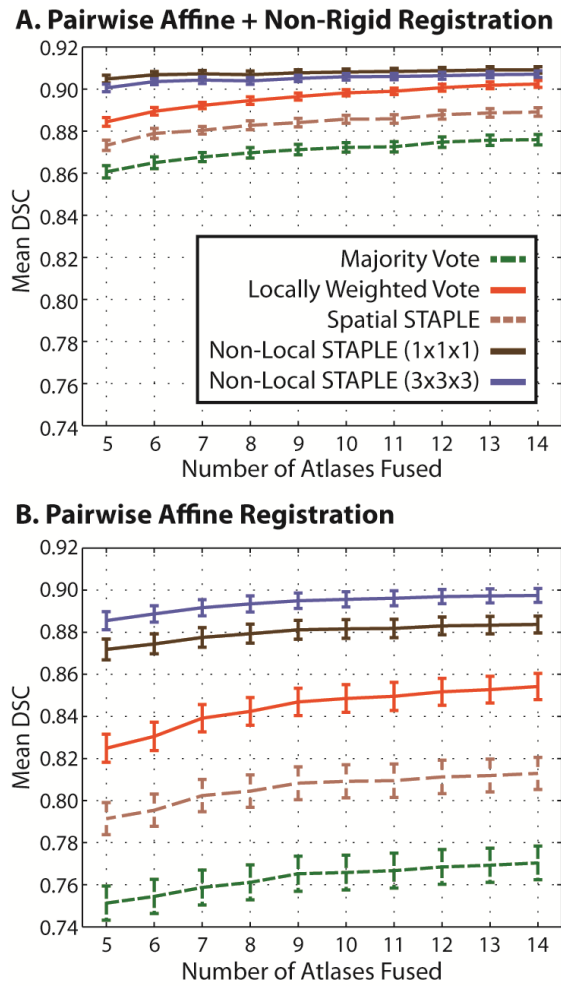 A. Pairwise Affine + Non-Rigid Registration
0.92
0.90
0.88
0.86
0.84
0.82
0.80
0.78
0.76
0.74
Mean DSC
Majority Vote
Locally Weighted Vote
Spatial STAPLE
Non-Local STAPLE (1x1x1)
Non-Local STAPLE (3x3x3)
5 6 7 8 9 10 11 12 13 14
Number of Atlases Fused
B. Pairwise Affine Registration
0.92
0.90
0.88
0.86
0.84
0.82
0.80
0.78
0.76
0.74
Mean DSC
5 6 7 8 9 10 11 12 13 14
Number of Atlases Fused